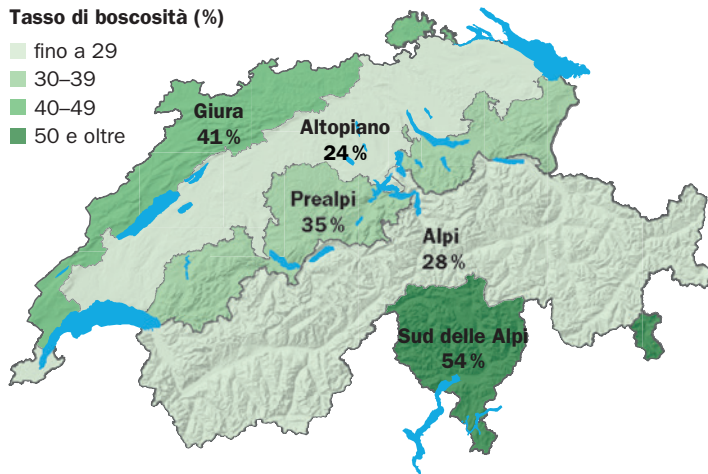 Tasso di boscosità (%)
fino a 29
30–39
40–49
50 e oltre
Giura
41 %
Altopiano
24 %
Prealpi
35 %
Alpi
28 %
Sud delle Alpi
54 %